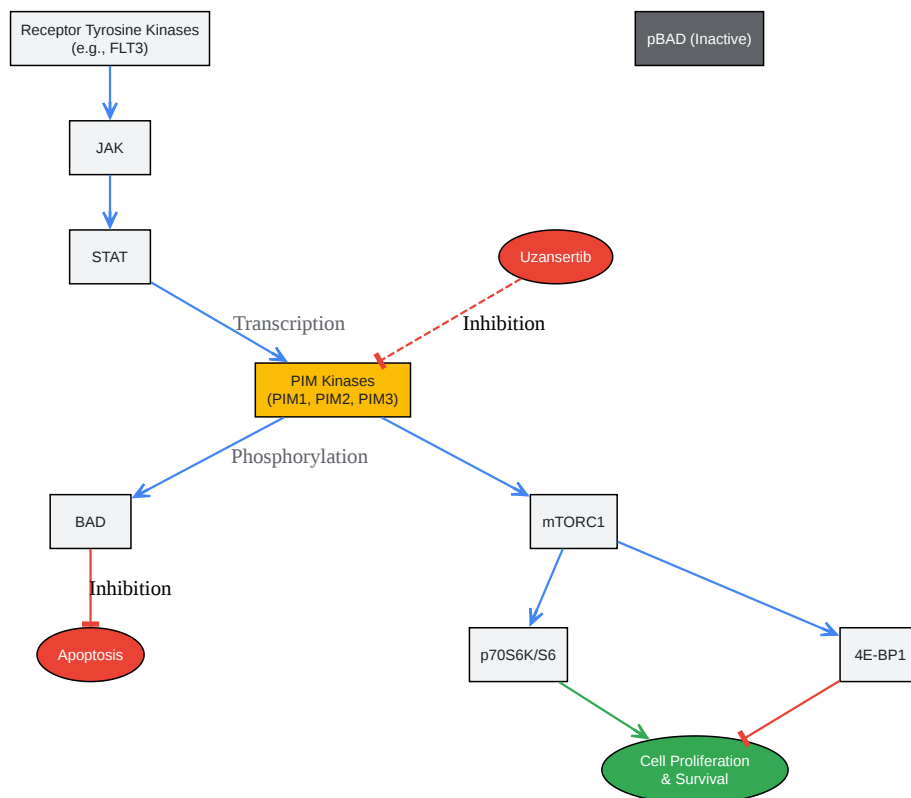 Receptor Tyrosine Kinases
(e.g., FLT3)
pBAD (Inactive)
JAK
STAT
Uzansertib
Transcription
Inhibition
PIM Kinases
(PIM1, PIM2, PIM3)
Phosphorylation
BAD
mTORC1
Inhibition
Apoptosis
p70S6K/S6
4E-BP1
Cell Proliferation
& Survival